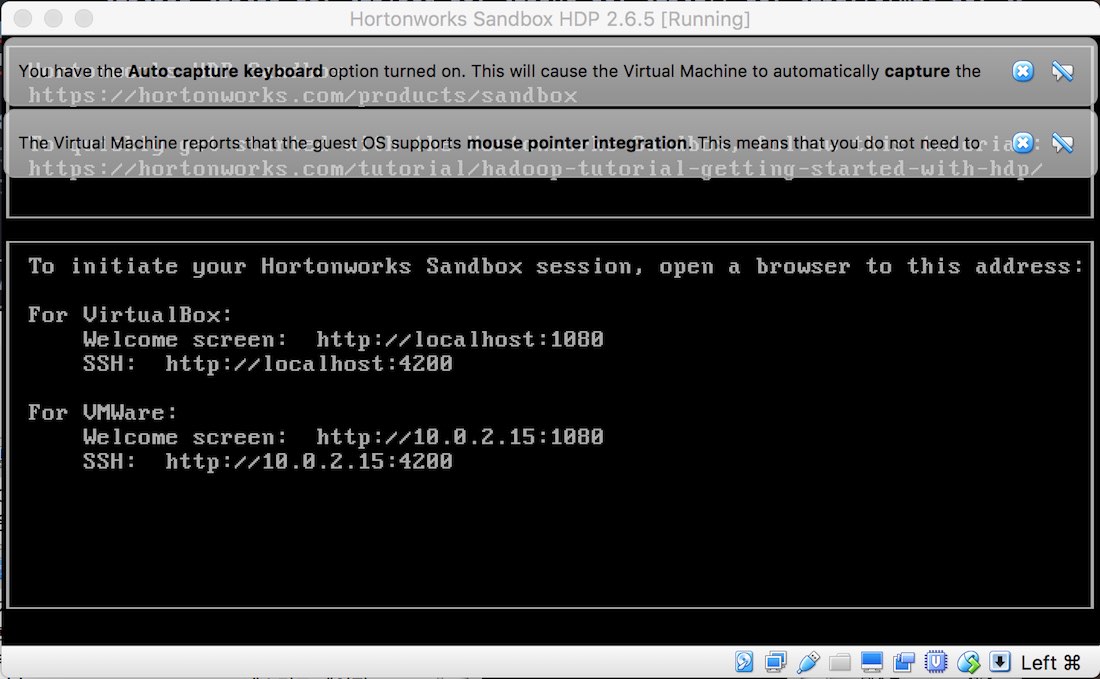 Hortonworks Sandbox HDP 2.6.5 [Running]
You have the Auto capture keyboard option turned on. This will cause the Virtual Machine to automatically capture the
https://hortonworks.com/products/sandbox
The Virtual Machine reports that the guest OS supports mouse pointer integration. This means that you do not need to
https://hortonworks.com/tutorial/hadoop-tutorial-getting-started-with-hdp/
To initiate your Hortonworks Sandbox session, open a browser to this address:
For VirtualBox:
Welcome screen: http://localhost:1080
SSH: http://localhost:4200
For VMWare:
Welcome screen: http://10.0.2.15:1080
SSH: http://10.0.2.15:4200
Left ⌘